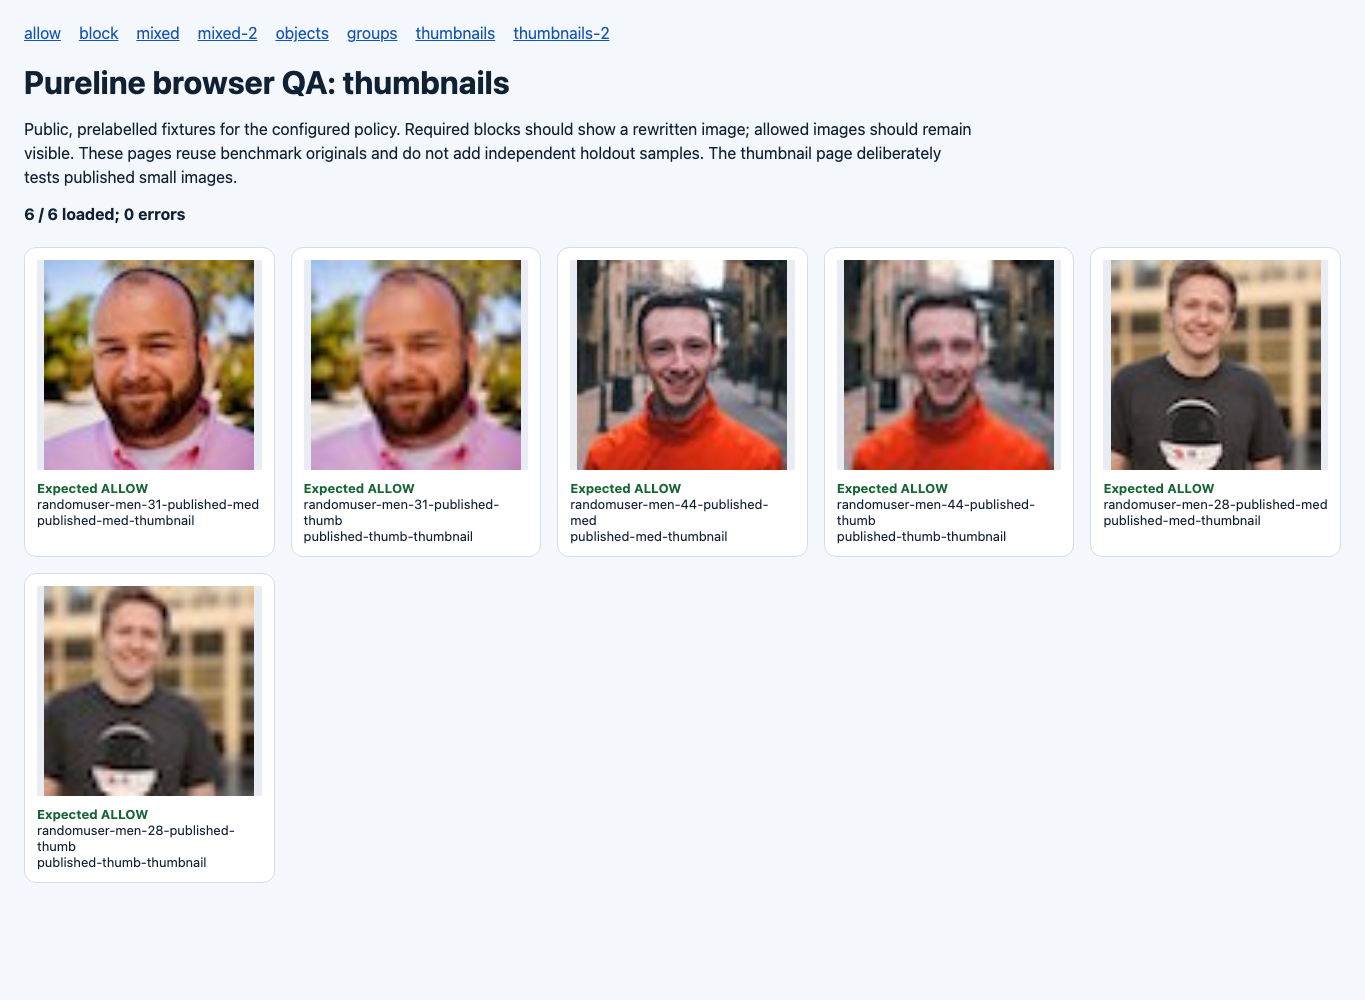 allow block mixed mixed-2 objects groups thumbnails thumbnails-2
Pureline browser QA: thumbnails
Public, prelabelled fixtures for the configured policy. Required blocks should show a rewritten image; allowed images should remain
visible. These pages reuse benchmark originals and do not add independent holdout samples. The thumbnail page deliberately
tests published small images.
6 / 6 loaded; 0 errors
Expected ALLOW
randomuser-men-31-published-med
published-med-thumbnail
Expected ALLOW
randomuser-men-31-published-
thumb
published-thumb-thumbnail
Expected ALLOW
randomuser-men-44-published-
med
published-med-thumbnail
Expected ALLOW
randomuser-men-44-published-
thumb
published-thumb-thumbnail
Expected ALLOW
randomuser-men-28-published-med
published-med-thumbnail
Expected ALLOW
randomuser-men-28-published-
thumb
published-thumb-thumbnail